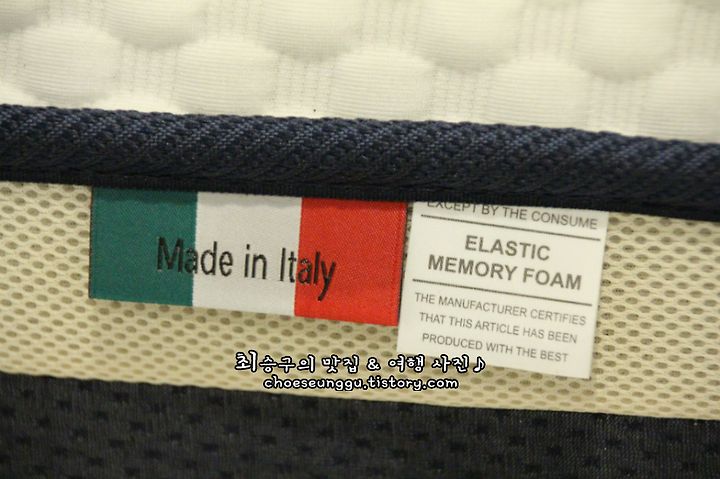 Made in Italy
EXCEPT BY THE CONSUME
ELASTIC
MEMORY FOAM
THE MANUFACTURER CERTIFIES
THAT THIS ARTICLE HAS BEEN
PRODUCED WITH THE BEST
최승구의 맛집 & 여행 사진♪
choeseunggu.tistory.com